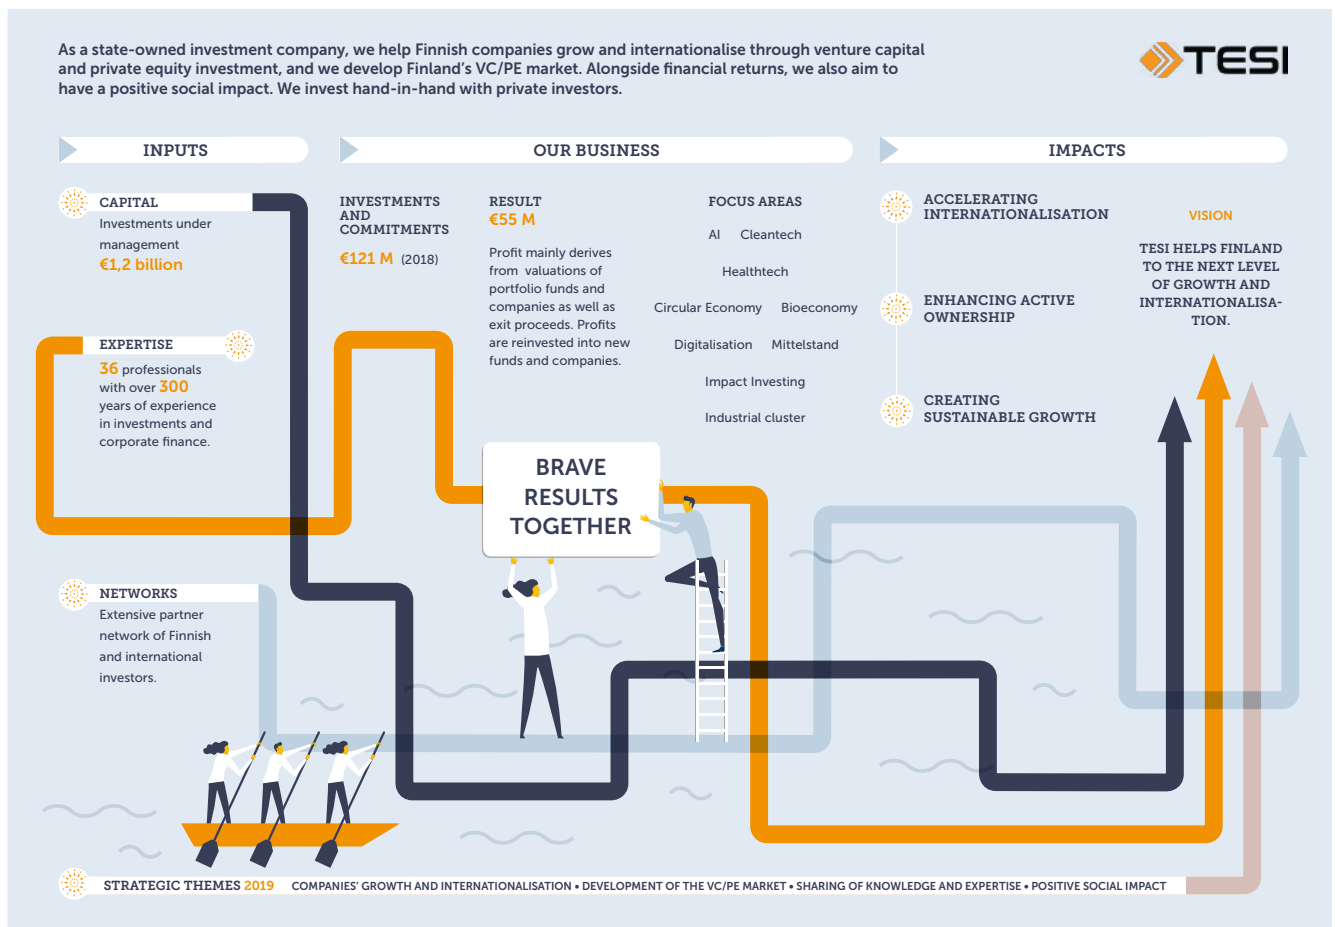 As a state-owned investment company, we help Finnish companies grow and internationalise through venture capital
and private equity investment, and we develop Finland's VC/PE market. Alongside financial returns, we also aim to
have a positive social impact. We invest hand-in-hand with private investors.
TESI
INPUTS
CAPITAL
Investments under
management
€1,2 billion
EXPERTISE
36 professionals
with over 300
years of experience
in investments and
corporate finance.
NETWORKS
Extensive partner
network of Finnish
and international
investors.
OUR BUSINESS
INVESTMENTS
AND
COMMITMENTS
€121 M (2018)
RESULT
€55 M
Profit mainly derives
from valuations of
portfolio funds and
companies as well as
exit proceeds. Profits
are reinvested into new
funds and companies.
FOCUS AREAS
AI Cleantech
Healthtech
Circular Economy Bioeconomy
Digitalisation Mittelstand
Impact Investing
Industrial cluster
BRAVE
RESULTS
TOGETHER
IMPACTS
ACCELERATING
INTERNATIONALISATION
ENHANCING ACTIVE
OWNERSHIP
CREATING
SUSTAINABLE GROWTH
VISION
TESI HELPS FINLAND
TO THE NEXT LEVEL
OF GROWTH AND
INTERNATIONALISA-
TION.
STRATEGIC THEMES 2019 COMPANIES' GROWTH AND INTERNATIONALISATION • DEVELOPMENT OF THE VC/PE MARKET • SHARING OF KNOWLEDGE AND EXPERTISE • POSITIVE SOCIAL IMPACT